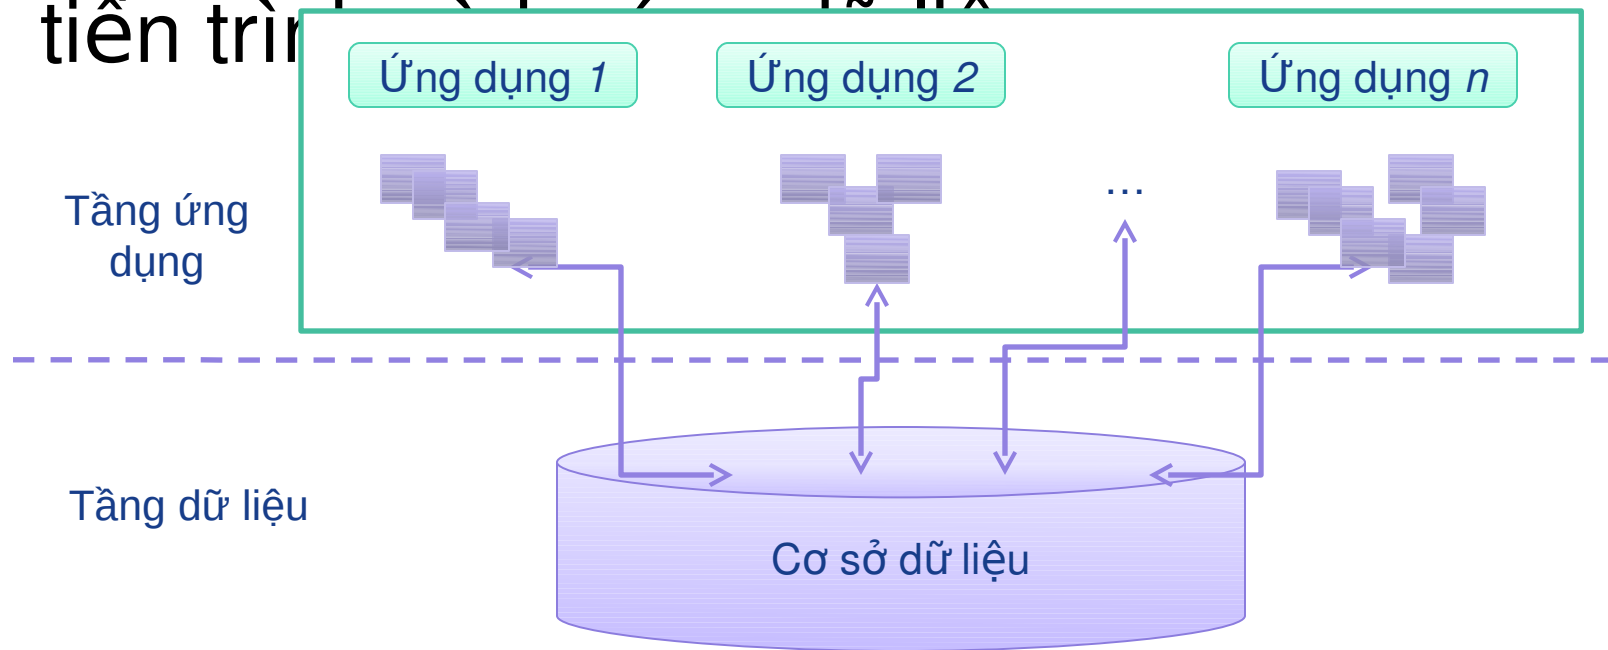 tiến
Ứng dụng 1
Ứng dụng 2
Ứng dụng n
...
Tầng ứng
dụng
Tầng dữ liệu
Cơ sở dữ liệu